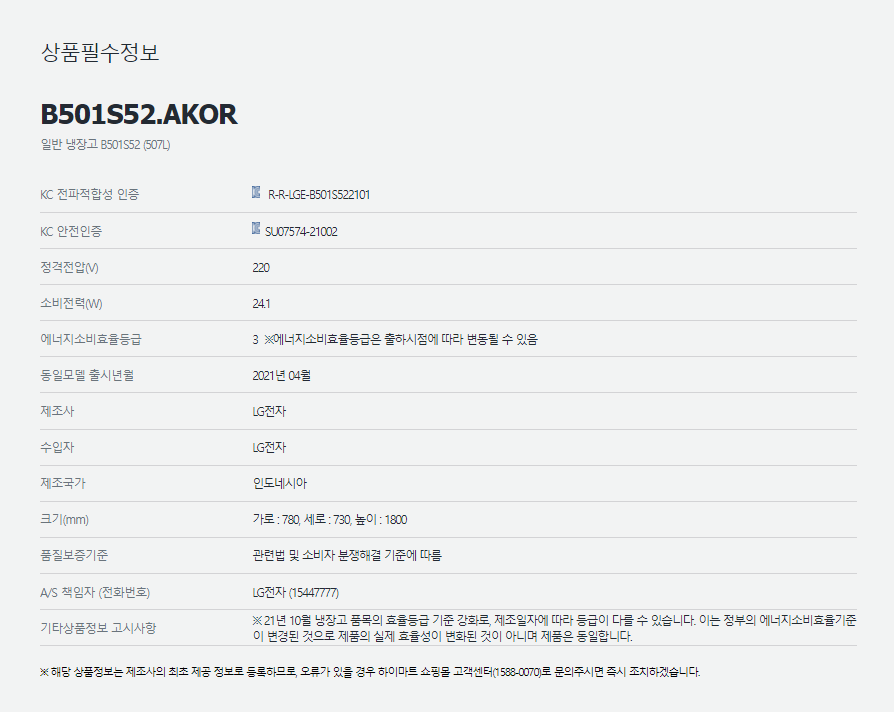 상품필수정보
B501S52.AKOR
일반 냉장고 B501S52 (507L)
KC 전파적합성 인증 R-R-LGE-B501S522101
KC 안전인증 SU07574-21002
정격전압(V) 220
소비전력(W) 24.1
에너지소비효율등급 3 ※에너지소비효율등급은 출하시점에 따라 변동될 수 있음
동일모델 출시년월 2021년 04월
제조사 LG전자
수입자 LG전자
제조국가 인도네시아
크기(mm) 가로 : 780, 세로 : 730, 높이 : 1800
품질보증기준 관련법 및 소비자 분쟁해결 기준에 따름
A/S 책임자 (전화번호) LG전자 (15447777)
기타상품정보 고시사항 ※ 21년 10월 냉장고 품목의 효율등급 기준 강화로, 제조일자에 따라 등급이 다를 수 있습니다. 이는 정부의 에너지소비효율기준
이 변경된 것으로 제품의 실제 효율성이 변화된 것이 아니며 제품은 동일합니다.
※ 해당 상품정보는 제조사의 최초 제공 정보로 등록하므로, 오류가 있을 경우 하이마트 쇼핑몰 고객센터(1588-0070)로 문의주시면 즉시 조치하겠습니다.